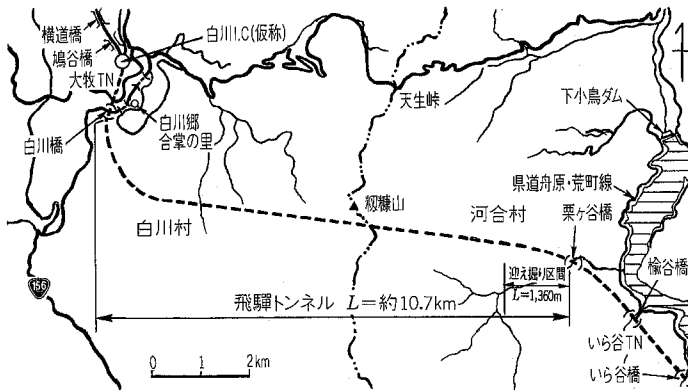 横道橋
鳩谷橋
大牧TN
白川I.C(仮称)
白川橋
白川郷
合掌の里
天生峠
下小鳥ダム
県道舟原・荒町線
籾糠山
白川村
河合村
栗ヶ谷橋
楡谷橋
156
迎え掘り区間
L=1,360m
飛驒トンネル L=約10.7km
いら谷TN
いら谷橋
0 1 2km